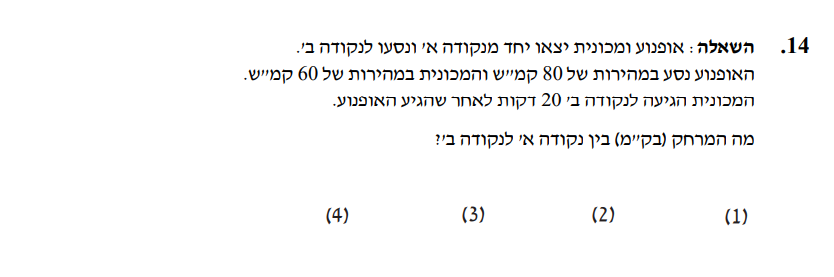 14. השאלה : אופנוע ומכונית יצאו יחד מנקודה א׳ ונסעו לנקודה ב׳.
האופנוע נסע במהירות של 80 קמ״ש והמכונית במהירות של 60 קמ״ש.
המכונית הגיעה לנקודה ב׳ 20 דקות לאחר שהגיע האופנוע.
מה המרחק (בק״מ) בין נקודה א׳ לנקודה ב׳?
(1) (2) (3) (4)